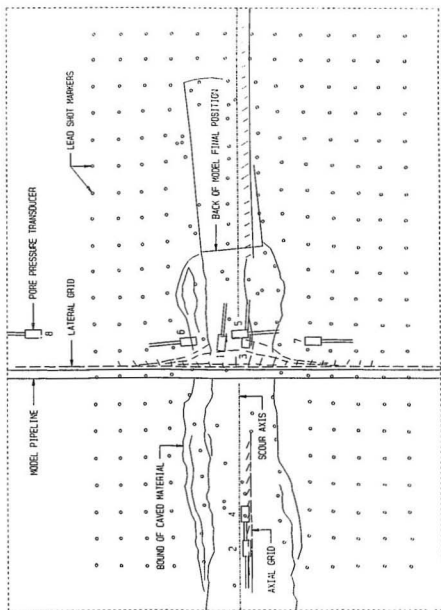 LEAD SHOT MARKERS
PORE PRESSURE TRANSDUCER
8
LATERAL GRID
BACK OF MODEL FINAL POSITION
6
5
3
7
MODEL PIPELINE
BOUND OF CAVED MATERIAL
SCOUR AXIS
4
2
AXIAL GRID